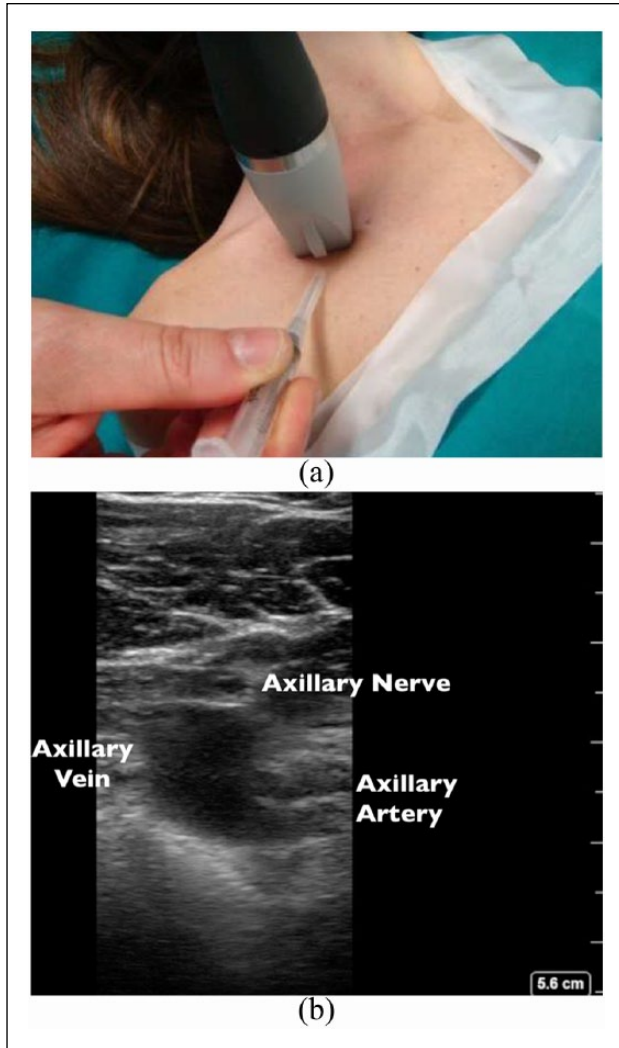 (a)
Axillary Nerve
Axillary
Vein
Axillary
Artery
5.6 cm
(b)